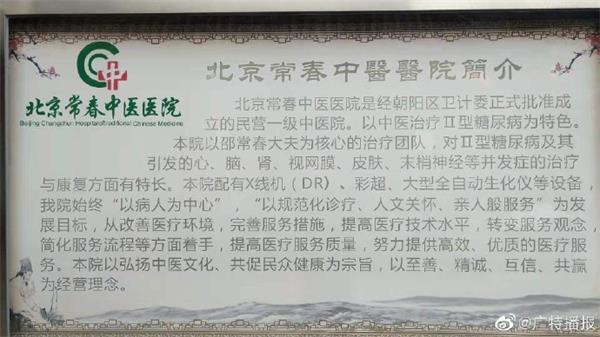 北京常春中醫醫院簡介
北京常春中医医院
Beijing Changchun Hospital of Traditional Chinese Medicine
北京常春中医医院是经朝阳区卫计委正式批准成
立的民营一级中医院。以中医治疗Ⅱ型糖尿病为特色。
本院以邵常春大夫为核心的治疗团队，对Ⅱ型糖尿病及其
引发的心、脑、肾、视网膜、皮肤、末梢神经等并发症的治疗
与康复方面有特长。本院配有X线机（DR）、彩超、大型全自动生化仪等设备，
我院始终“以病人为中心”，“以规范化诊疗、人文关怀、亲人般服务”为发
展目标，从改善医疗环境，完善服务措施，提高医疗技术水平，转变服务观念，
简化服务流程等方面着手，提高医疗服务质量，努力提供高效、优质的医疗服
务。本院以弘扬中医文化、共促民众健康为宗旨，以至善、精诚、互信、共赢
为经营理念。
@广特播报